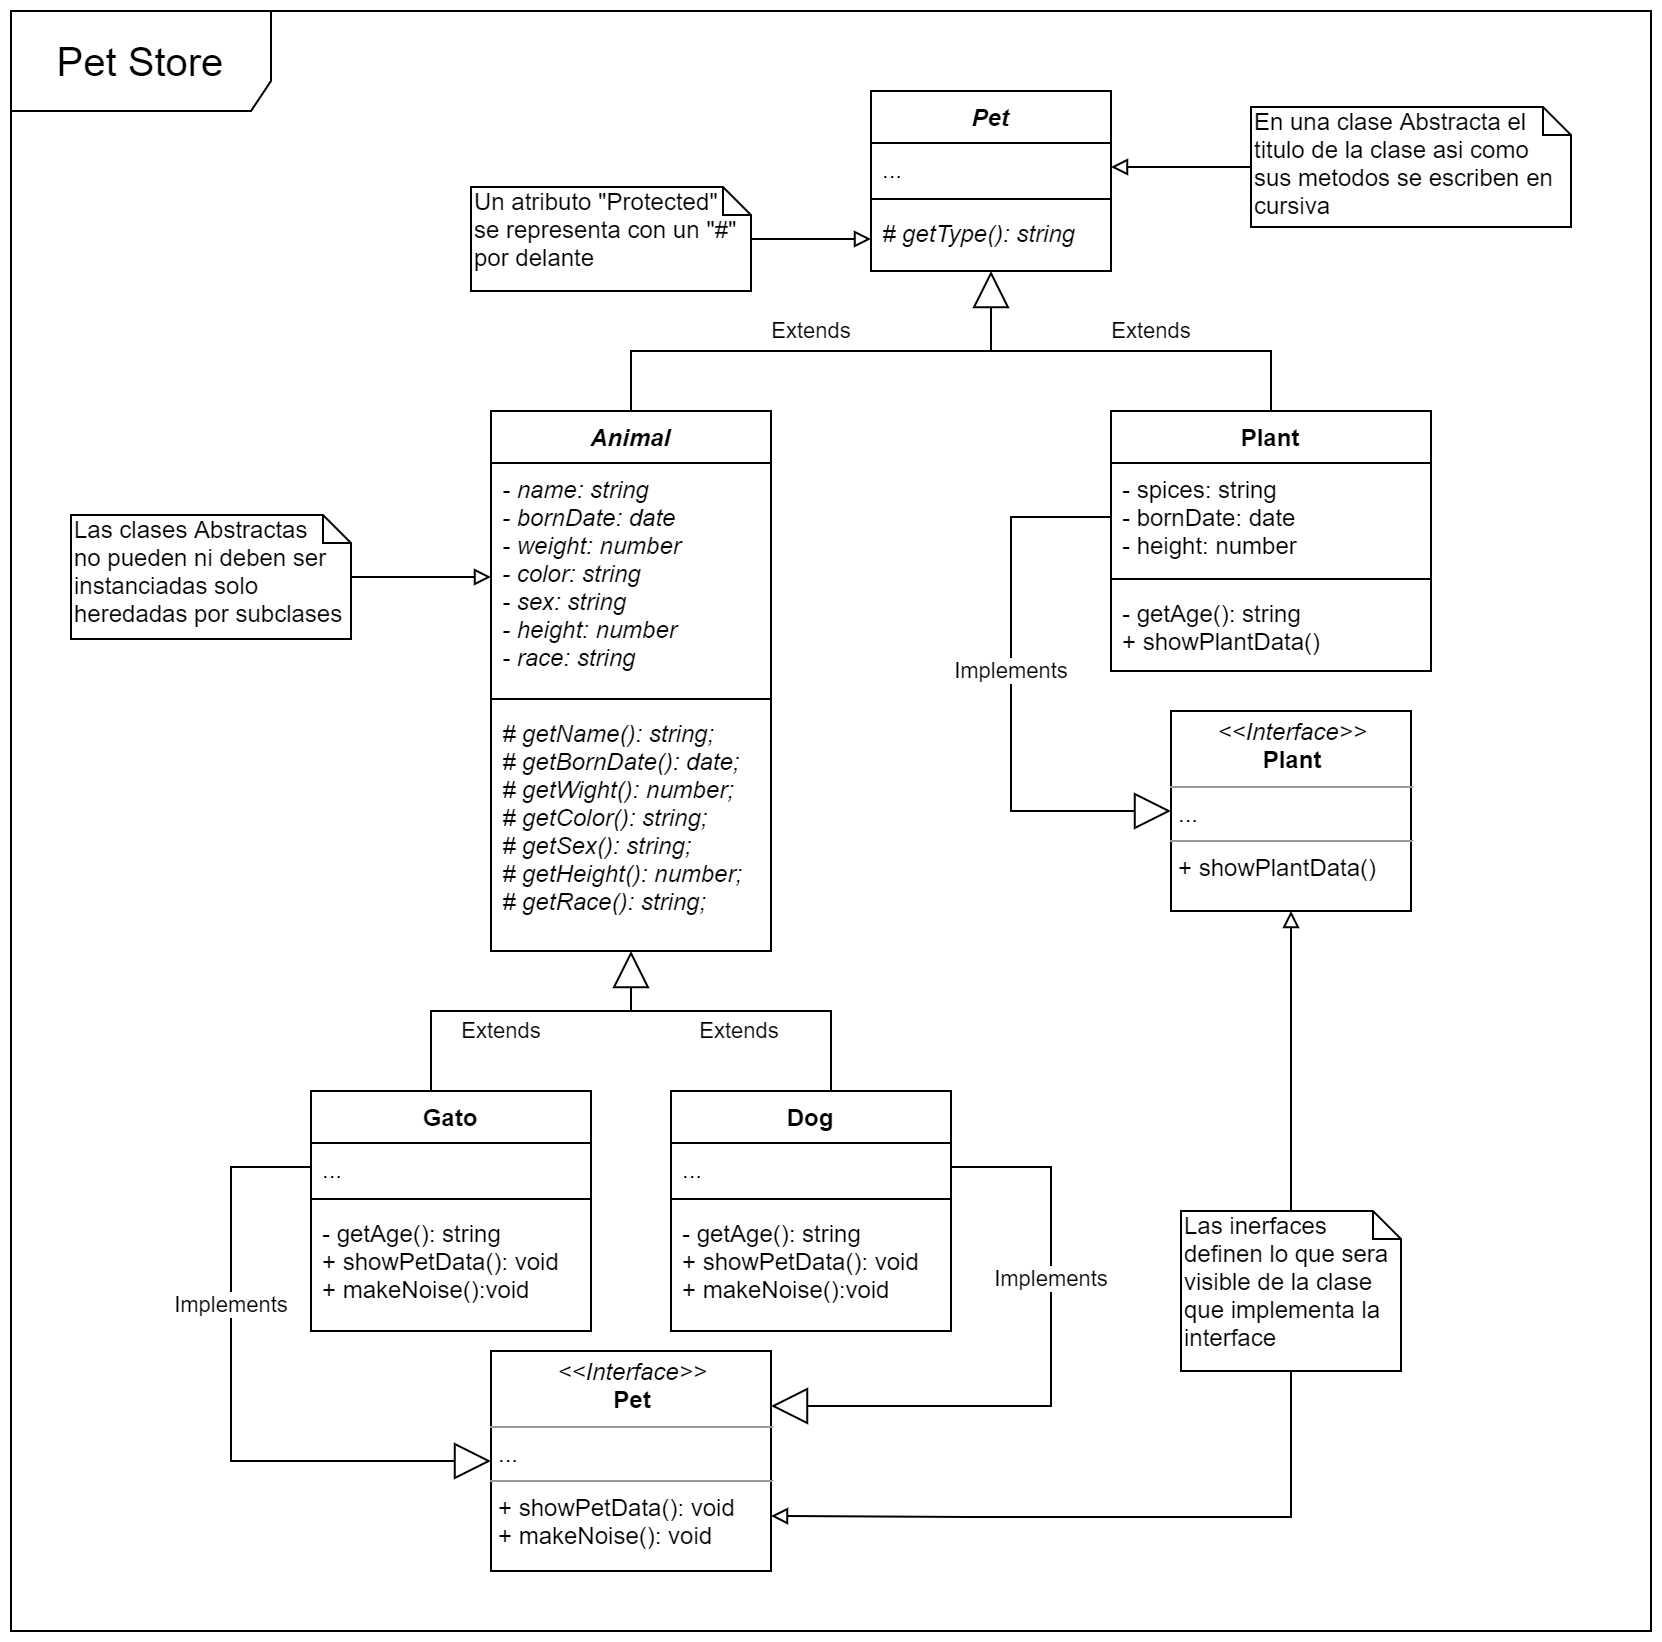 Pet Store
Pet
...
# getType(): string
En una clase Abstracta el
titulo de la clase asi como
sus metodos se escriben en
cursiva
Un atributo "Protected"
se representa con un "#"
por delante
Extends
Extends
Animal
- name: string
- bornDate: date
- weight: number
- color: string
- sex: string
- height: number
- race: string
# getName(): string;
# getBornDate(): date;
# getWight(): number;
# getColor(): string;
# getSex(): string;
# getHeight(): number;
# getRace(): string;
Las clases Abstractas
no pueden ni deben ser
instanciadas solo
heredadas por subclases
Plant
- spices: string
- bornDate: date
- height: number
- getAge(): string
+ showPlantData()
Implements
<<Interface>>
Plant
...
+ showPlantData()
Extends
Extends
Gato
...
- getAge(): string
+ showPetData(): void
+ makeNoise():void
Dog
...
- getAge(): string
+ showPetData(): void
+ makeNoise():void
Implements
Implements
Las inerfaces
definen lo que sera
visible de la clase
que implementa la
interface
<<Interface>>
Pet
...
+ showPetData(): void
+ makeNoise(): void